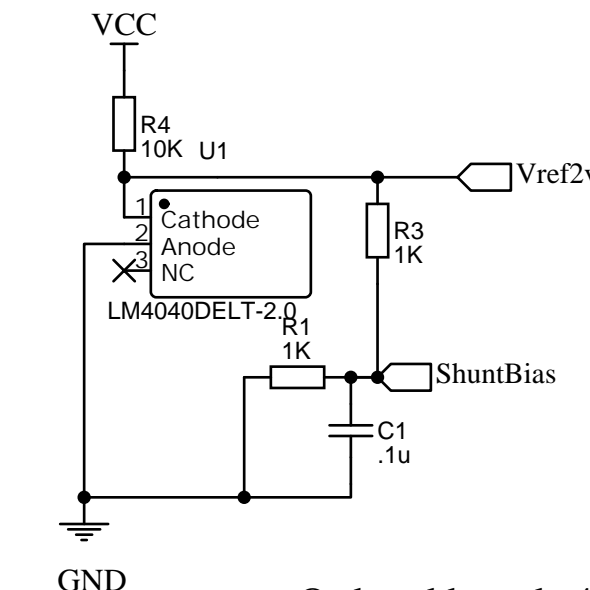 VCC
R4
10K
U1
Vref2v
1
Cathode
2
Anode
3
NC
R3
1K
LM4040DELT-2.0
R1
1K
ShuntBias
C1
.1u
GND